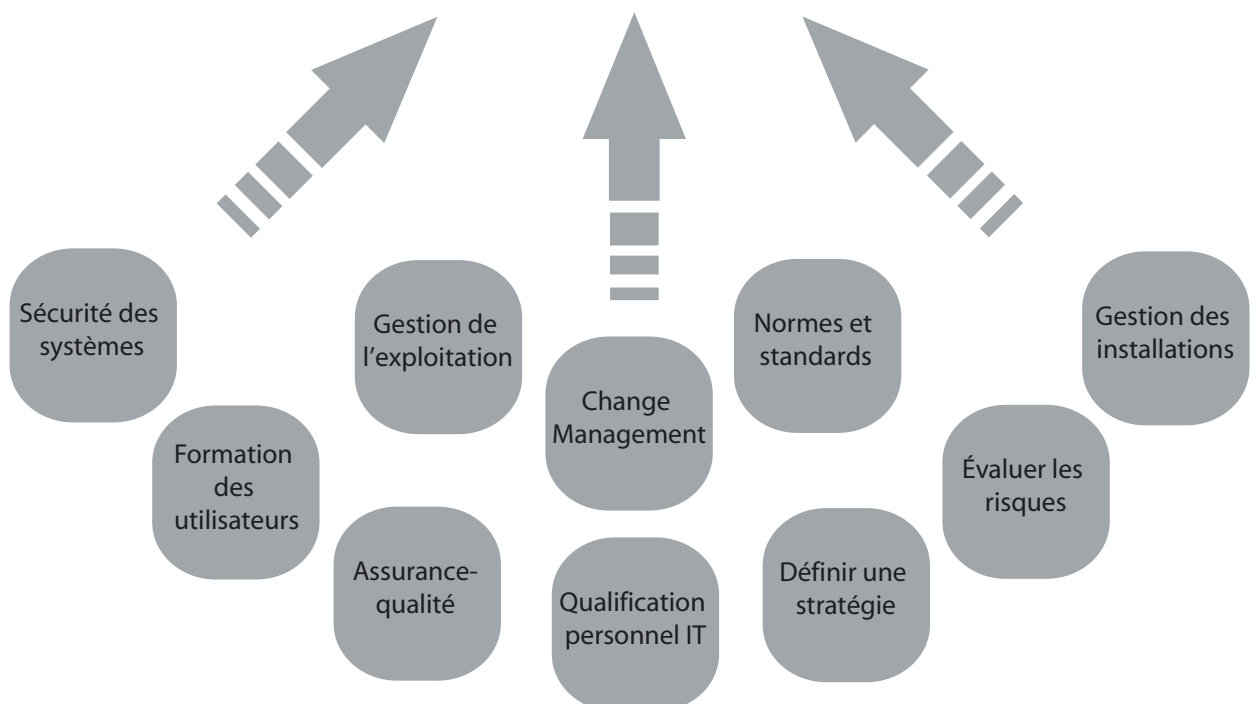 Sécurité des
systèmes
Gestion de
l’exploitation
Change
Management
Normes et
standards
Gestion des
installations
Formation
des
utilisateurs
Évaluer les
risques
Assurance-
qualité
Qualification
personnel IT
Définir une
stratégie